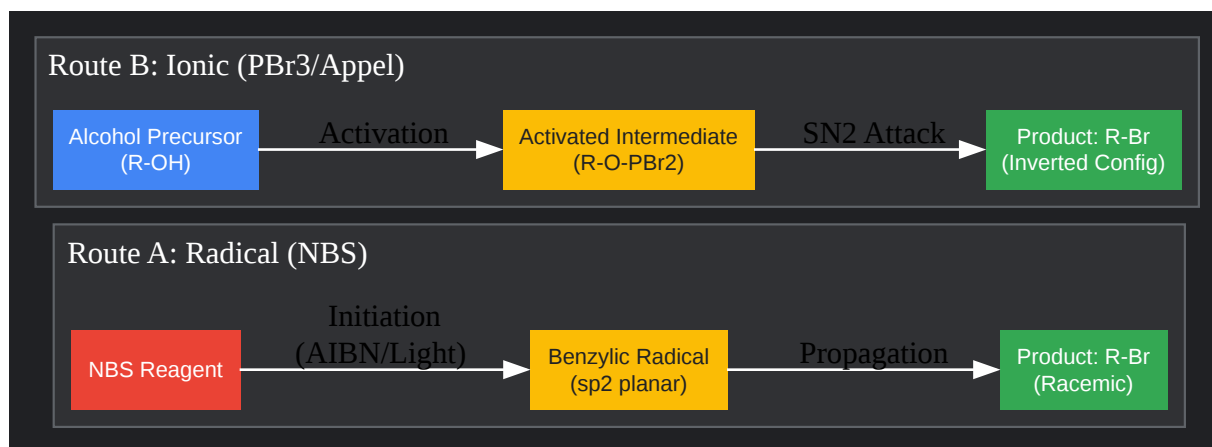 Route B: Ionic (PBr3/Appel)
Alcohol Precursor
(R-OH)
Activation
Activated Intermediate
(R-O-PBr2)
SN2 Attack
Product: R-Br
(Inverted Config)
Route A: Radical (NBS)
NBS Reagent
Initiation
(AIBN/Light)
Benzylic Radical
(sp2 planar)
Propagation
Product: R-Br
(Racemic)